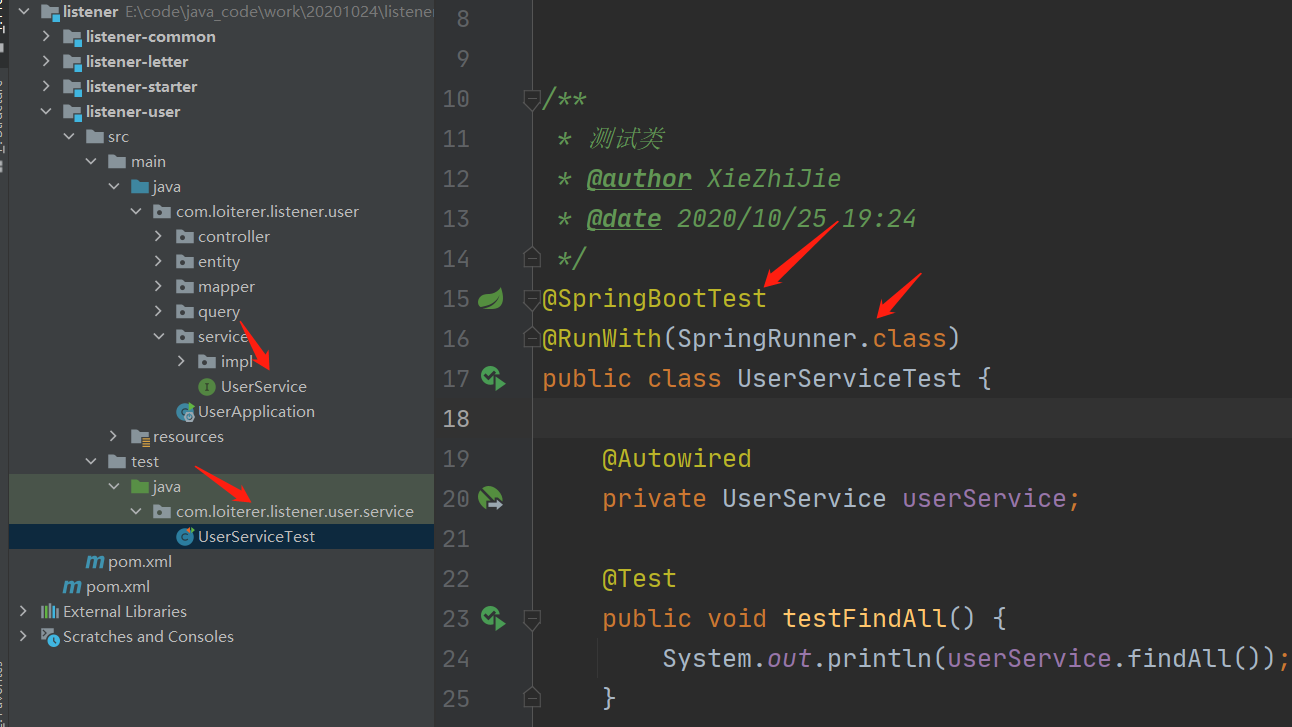 listener E:\code\java_code\work\20201024\listener
listener-common
listener-letter
listener-starter
listener-user
src
main
java
com.loiterer.listener.user
controller
entity
mapper
query
service
impl
UserService
UserApplication
resources
test
java
com.loiterer.listener.user.service
UserServiceTest
pom.xml
pom.xml
External Libraries
Scratches and Consoles
8
9
10 /**
11 * 测试类
12 * @author XieZhiJie
13 * @date 2020/10/25 19:24
14 */
15 @SpringBootTest
16 @RunWith(SpringRunner.class)
17 public class UserServiceTest {
18
19 @Autowired
20 private UserService userService;
21
22 @Test
23 public void testFindAll() {
24 System.out.println(userService.findAll());
25 }